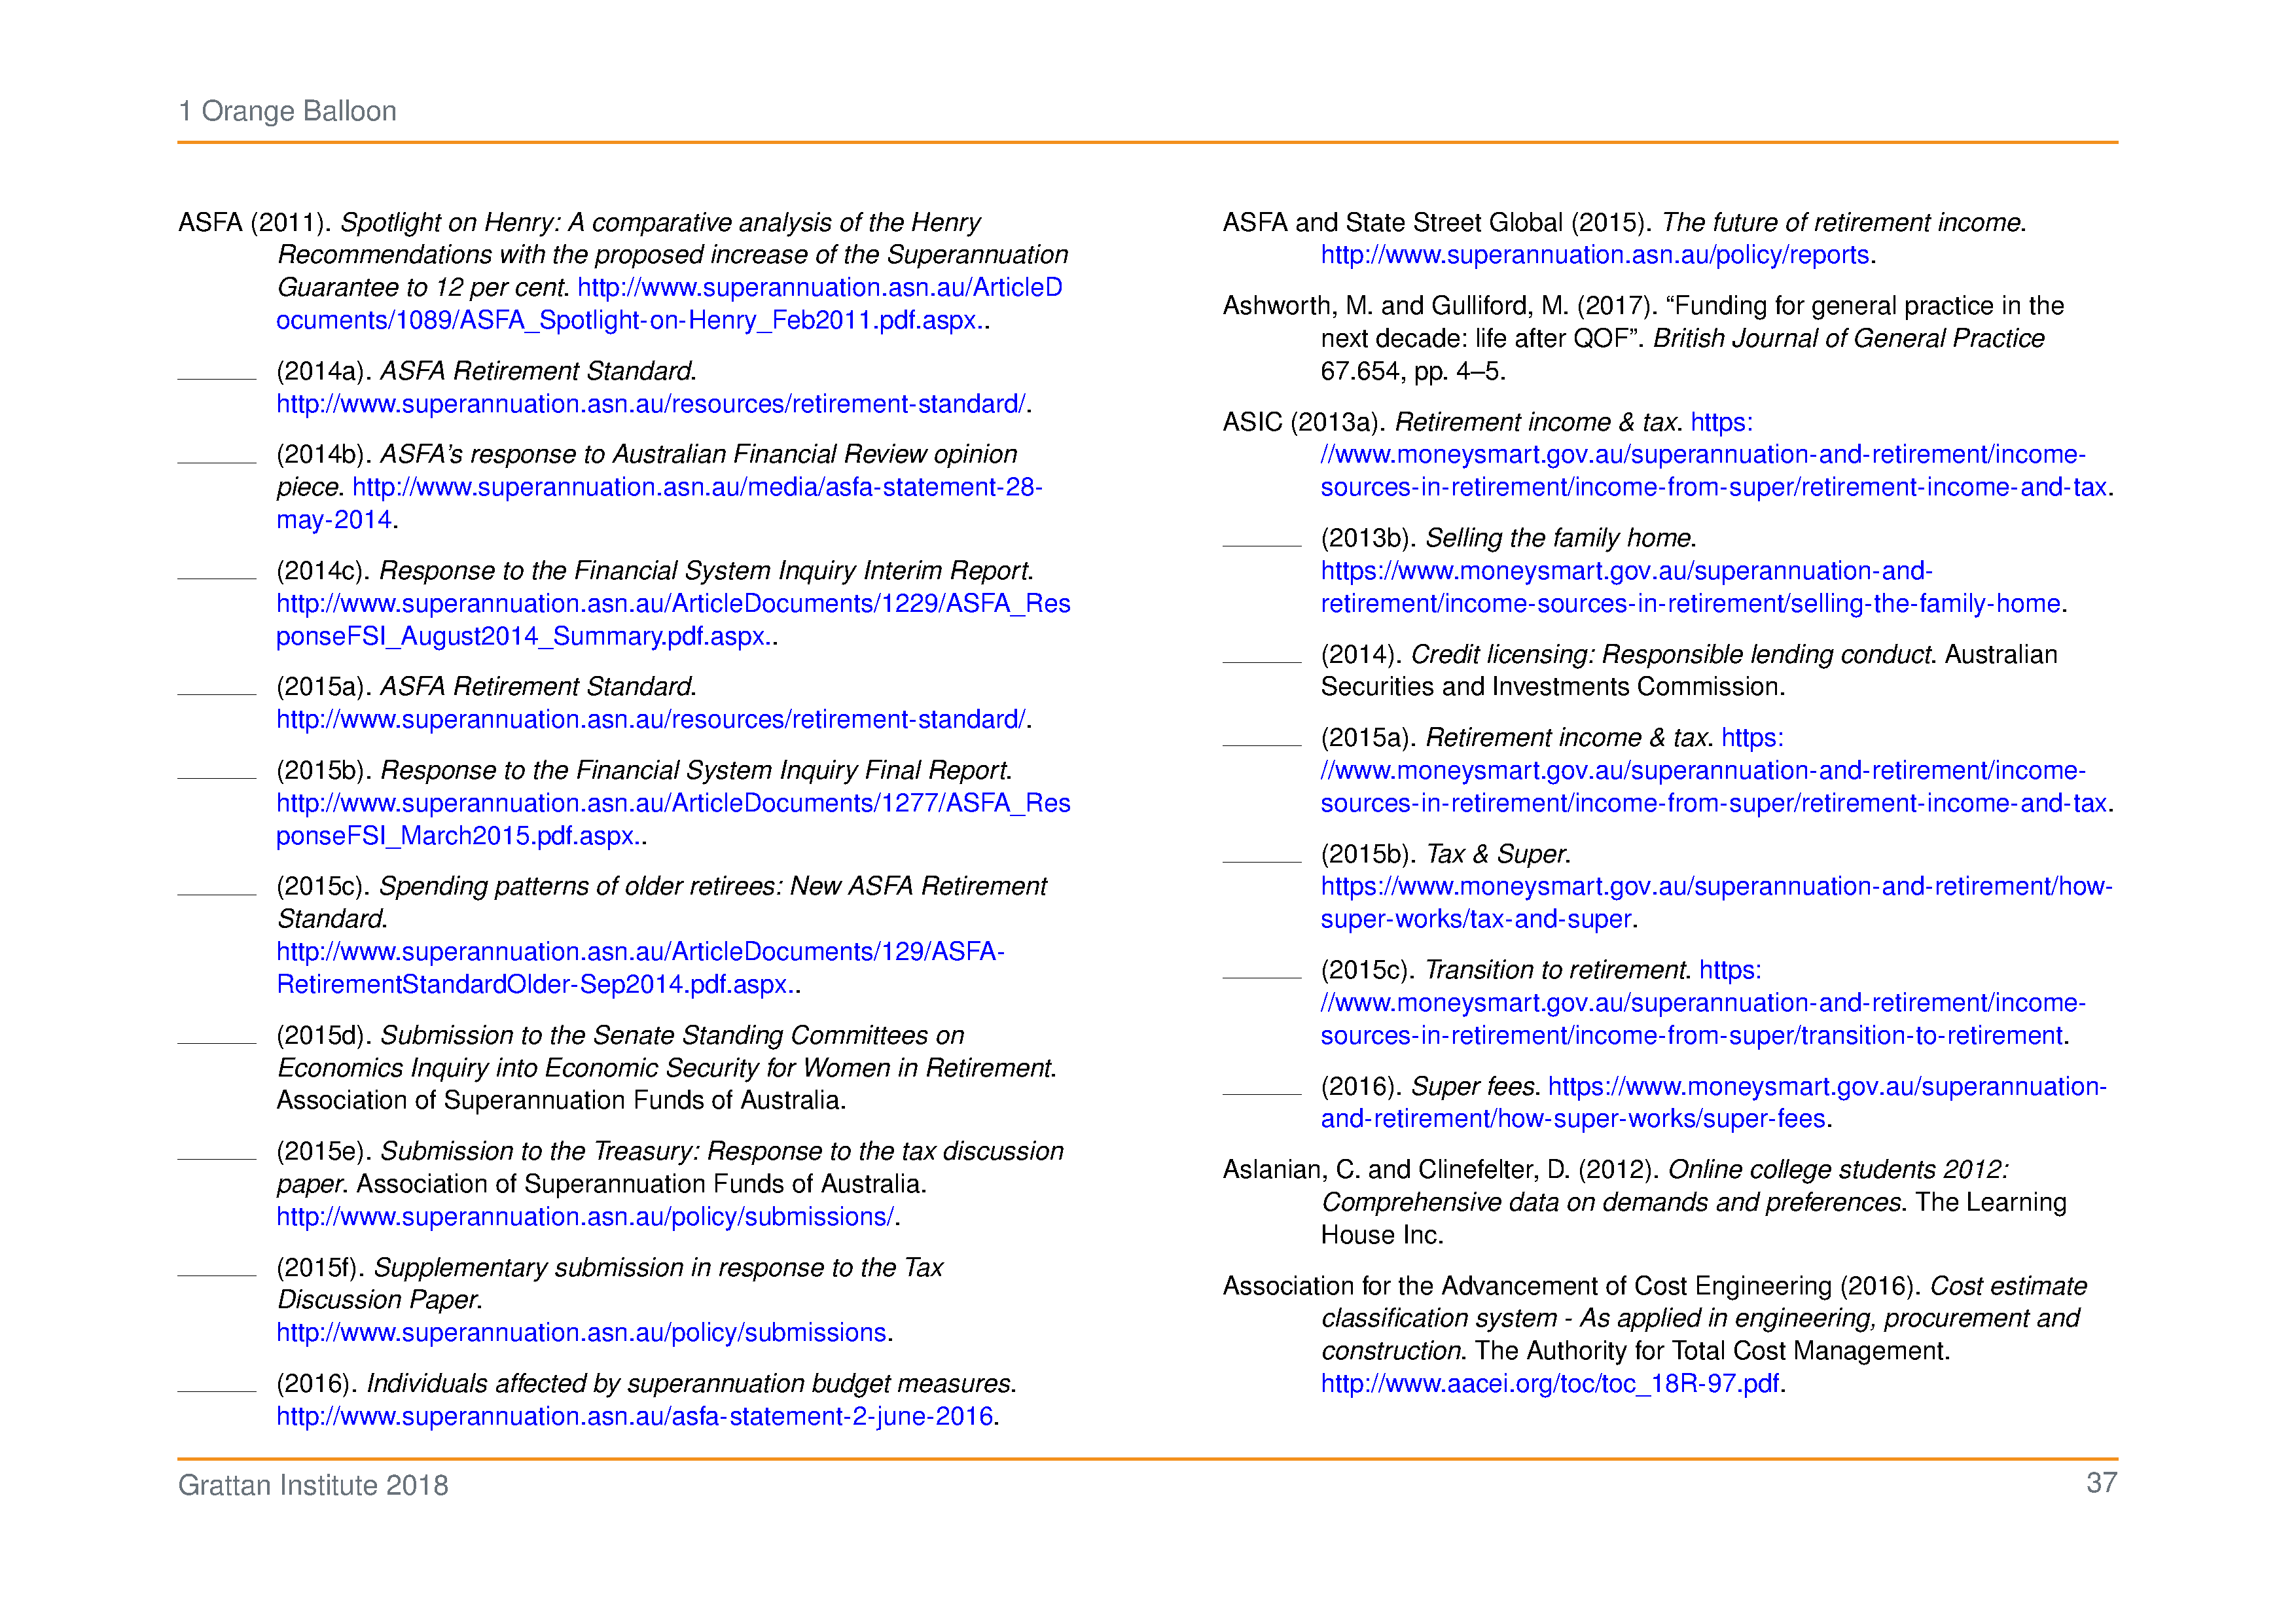 1 Orange Balloon
ASFA (2011). Spotlight on Henry: A comparative analysis of the Henry
Recommendations with the proposed increase of the Superannuation
Guarantee to 12 per cent. http://www.superannuation.asn.au/ArticleD
ocuments/1089/ASFA_Spotlight-on-Henry_Feb2011.pdf.aspx..
(2014a). ASFA Retirement Standard.
http://www.superannuation.asn.au/resources/retirement-standard/.
(2014b). ASFA’s response to Australian Financial Review opinion
piece. http://www.superannuation.asn.au/media/asfa-statement-28-
may-2014.
(2014c). Response to the Financial System Inquiry Interim Report.
http://www.superannuation.asn.au/ArticleDocuments/1229/ASFA_Res
ponseFSI_August2014_Summary.pdf.aspx..
(2015a). ASFA Retirement Standard.
http://www.superannuation.asn.au/resources/retirement-standard/.
(2015b). Response to the Financial System Inquiry Final Report.
http://www.superannuation.asn.au/ArticleDocuments/1277/ASFA_Res
ponseFSI_March2015.pdf.aspx..
(2015c). Spending patterns of older retirees: New ASFA Retirement
Standard.
http://www.superannuation.asn.au/ArticleDocuments/129/ASFA-
RetirementStandardOlder-Sep2014.pdf.aspx..
(2015d). Submission to the Senate Standing Committees on
Economics Inquiry into Economic Security for Women in Retirement.
Association of Superannuation Funds of Australia.
(2015e). Submission to the Treasury: Response to the tax discussion
paper. Association of Superannuation Funds of Australia.
http://www.superannuation.asn.au/policy/submissions/.
(2015f). Supplementary submission in response to the Tax
Discussion Paper.
http://www.superannuation.asn.au/policy/submissions.
(2016). Individuals affected by superannuation budget measures.
http://www.superannuation.asn.au/asfa-statement-2-june-2016.
ASFA and State Street Global (2015). The future of retirement income.
http://www.superannuation.asn.au/policy/reports.
Ashworth, M. and Gulliford, M. (2017). “Funding for general practice in the
next decade: life after QOF”. British Journal of General Practice
67.654, pp. 4–5.
ASIC (2013a). Retirement income & tax. https:
//www.moneysmart.gov.au/superannuation-and-retirement/income-
sources-in-retirement/income-from-super/retirement-income-and-tax.
(2013b). Selling the family home.
https://www.moneysmart.gov.au/superannuation-and-
retirement/income-sources-in-retirement/selling-the-family-home.
(2014). Credit licensing: Responsible lending conduct. Australian
Securities and Investments Commission.
(2015a). Retirement income & tax. https:
//www.moneysmart.gov.au/superannuation-and-retirement/income-
sources-in-retirement/income-from-super/retirement-income-and-tax.
(2015b). Tax & Super.
https://www.moneysmart.gov.au/superannuation-and-retirement/how-
super-works/tax-and-super.
(2015c). Transition to retirement. https:
//www.moneysmart.gov.au/superannuation-and-retirement/income-
sources-in-retirement/income-from-super/transition-to-retirement.
(2016). Super fees. https://www.moneysmart.gov.au/superannuation-
and-retirement/how-super-works/super-fees.
Aslanian, C. and Clinefelter, D. (2012). Online college students 2012:
Comprehensive data on demands and preferences. The Learning
House Inc.
Association for the Advancement of Cost Engineering (2016). Cost estimate
classification system - As applied in engineering, procurement and
construction. The Authority for Total Cost Management.
http://www.aacei.org/toc/toc_18R-97.pdf.
Grattan Institute 2018
37